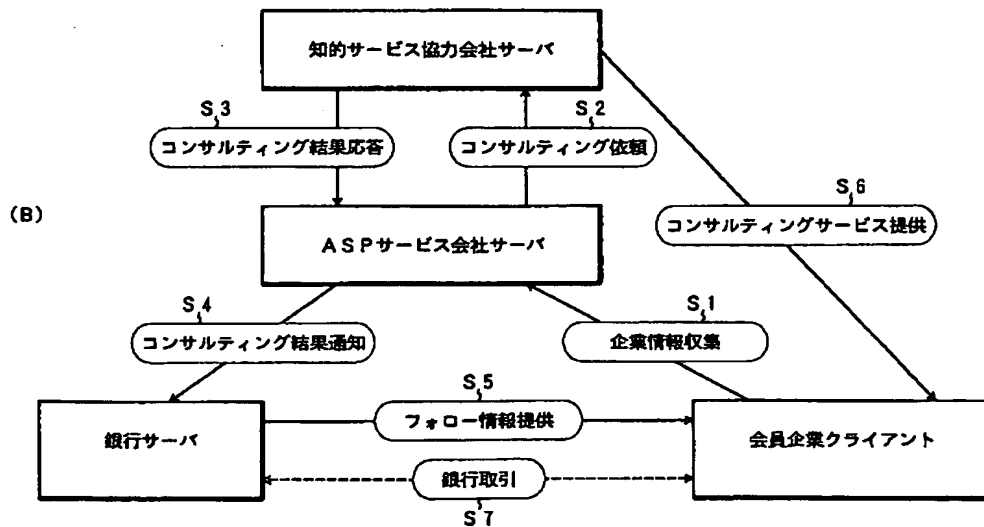 知的サービス協力会社サーバ
S3
S2
コンサルティング結果応答
コンサルティング依頼
S6
(B)
コンサルティングサービス提供
ASPサービス会社サーバ
S4
S1
コンサルティング結果通知
企業情報収集
S5
銀行サーバ
フォロー情報提供
会員企業クライアント
銀行取引
S7